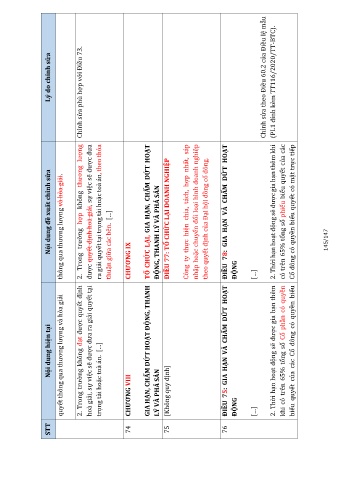 STT
Nội dung hiện tại
Nội dung đề xuất chỉnh sửa
Lý do chỉnh sửa
quyết thông qua thương lượng và hòa giải
thông qua thương lượng và hòa giải.
2. Trong trường không đạt được quyết định
hoà giải, sự việc sẽ được đưa ra giải quyết tại
trọng tài hoặc toà án. [...]
2. Trong trường hợp không thương lượng
được quyết định hoà giải, sự việc sẽ được đưa
ra giải quyết tại trọng tài hoặc toà án, theo thỏa
thuận giữa các bên. [...]
Chỉnh sửa phù hợp với Điều 73.
74
CHƯƠNG VIII
GIA HẠN, CHẤM DỨT HOẠT ĐỘNG, THANH
LÝ VÀ PHÁ SẢN
CHƯƠNG IX
TỔ CHỨC LẠI, GIA HẠN, CHẤM DỨT HOẠT
ĐỘNG, THANH LÝ VÀ PHÁ SẢN
75
[Không quy định]
ĐIỀU 77: TỔ CHỨC LẠI DOANH NGHIỆP
Công ty thực hiện chia, tách, hợp nhất, sáp
nhập hoặc chuyển đổi loại hình doanh nghiệp
theo quyết định của Đại hội đồng cổ đông.
76
ĐIỀU 75: GIA HẠN VÀ CHẤM DỨT HOẠT
ĐỘNG
[...]
2. Thời hạn hoạt động sẽ được gia hạn thêm
khi có trên 65% tổng số Cổ phần có quyền
biểu quyết của các Cổ đông có quyền biểu
ĐIỀU 78: GIA HẠN VÀ CHẤM DỨT HOẠT
ĐỘNG
[...]
2. Thời hạn hoạt động sẽ được gia hạn thêm khi
có trên 65% tổng số phiếu biểu quyết của các
Cổ đông có quyền biểu quyết có mặt trực tiếp
Chỉnh sửa theo Điều 60.2 của Điều lệ mẫu
(PL1 đính kèm TT116/2020/TT-BTC).
145/147